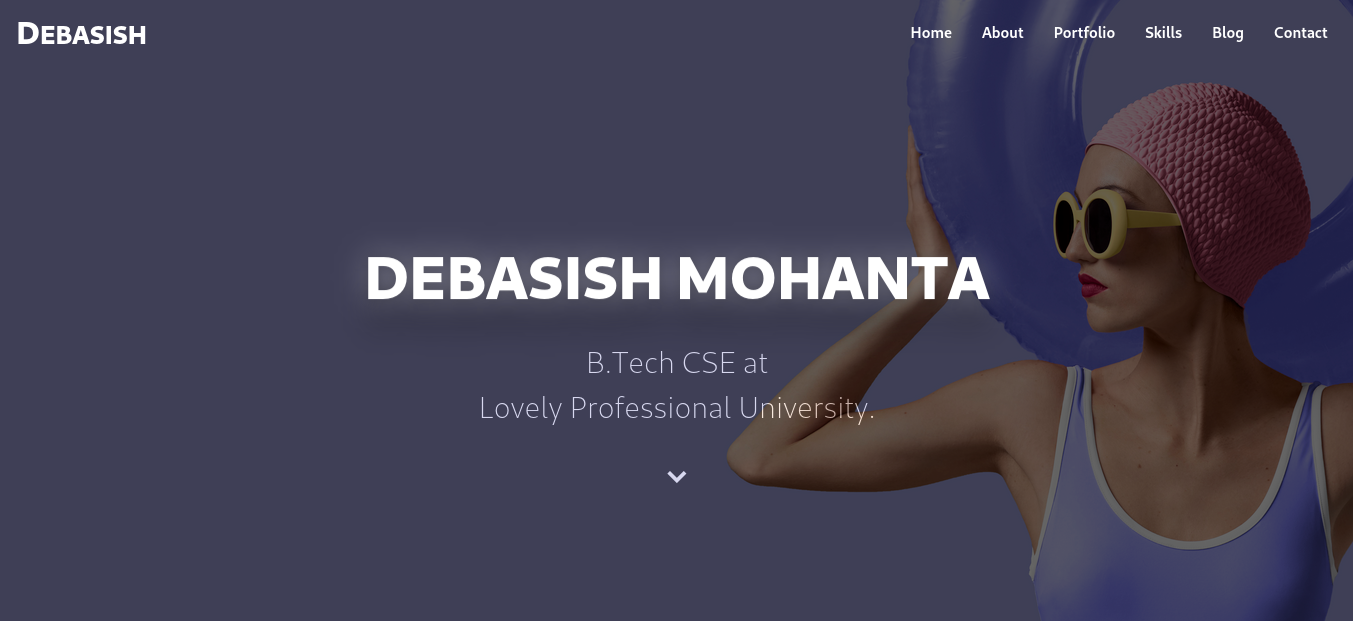 DEBASISH
Home About Portfolio Skills Blog Contact
DEBASISH MOHANTA
B.Tech CSE at
Lovely Professional University.